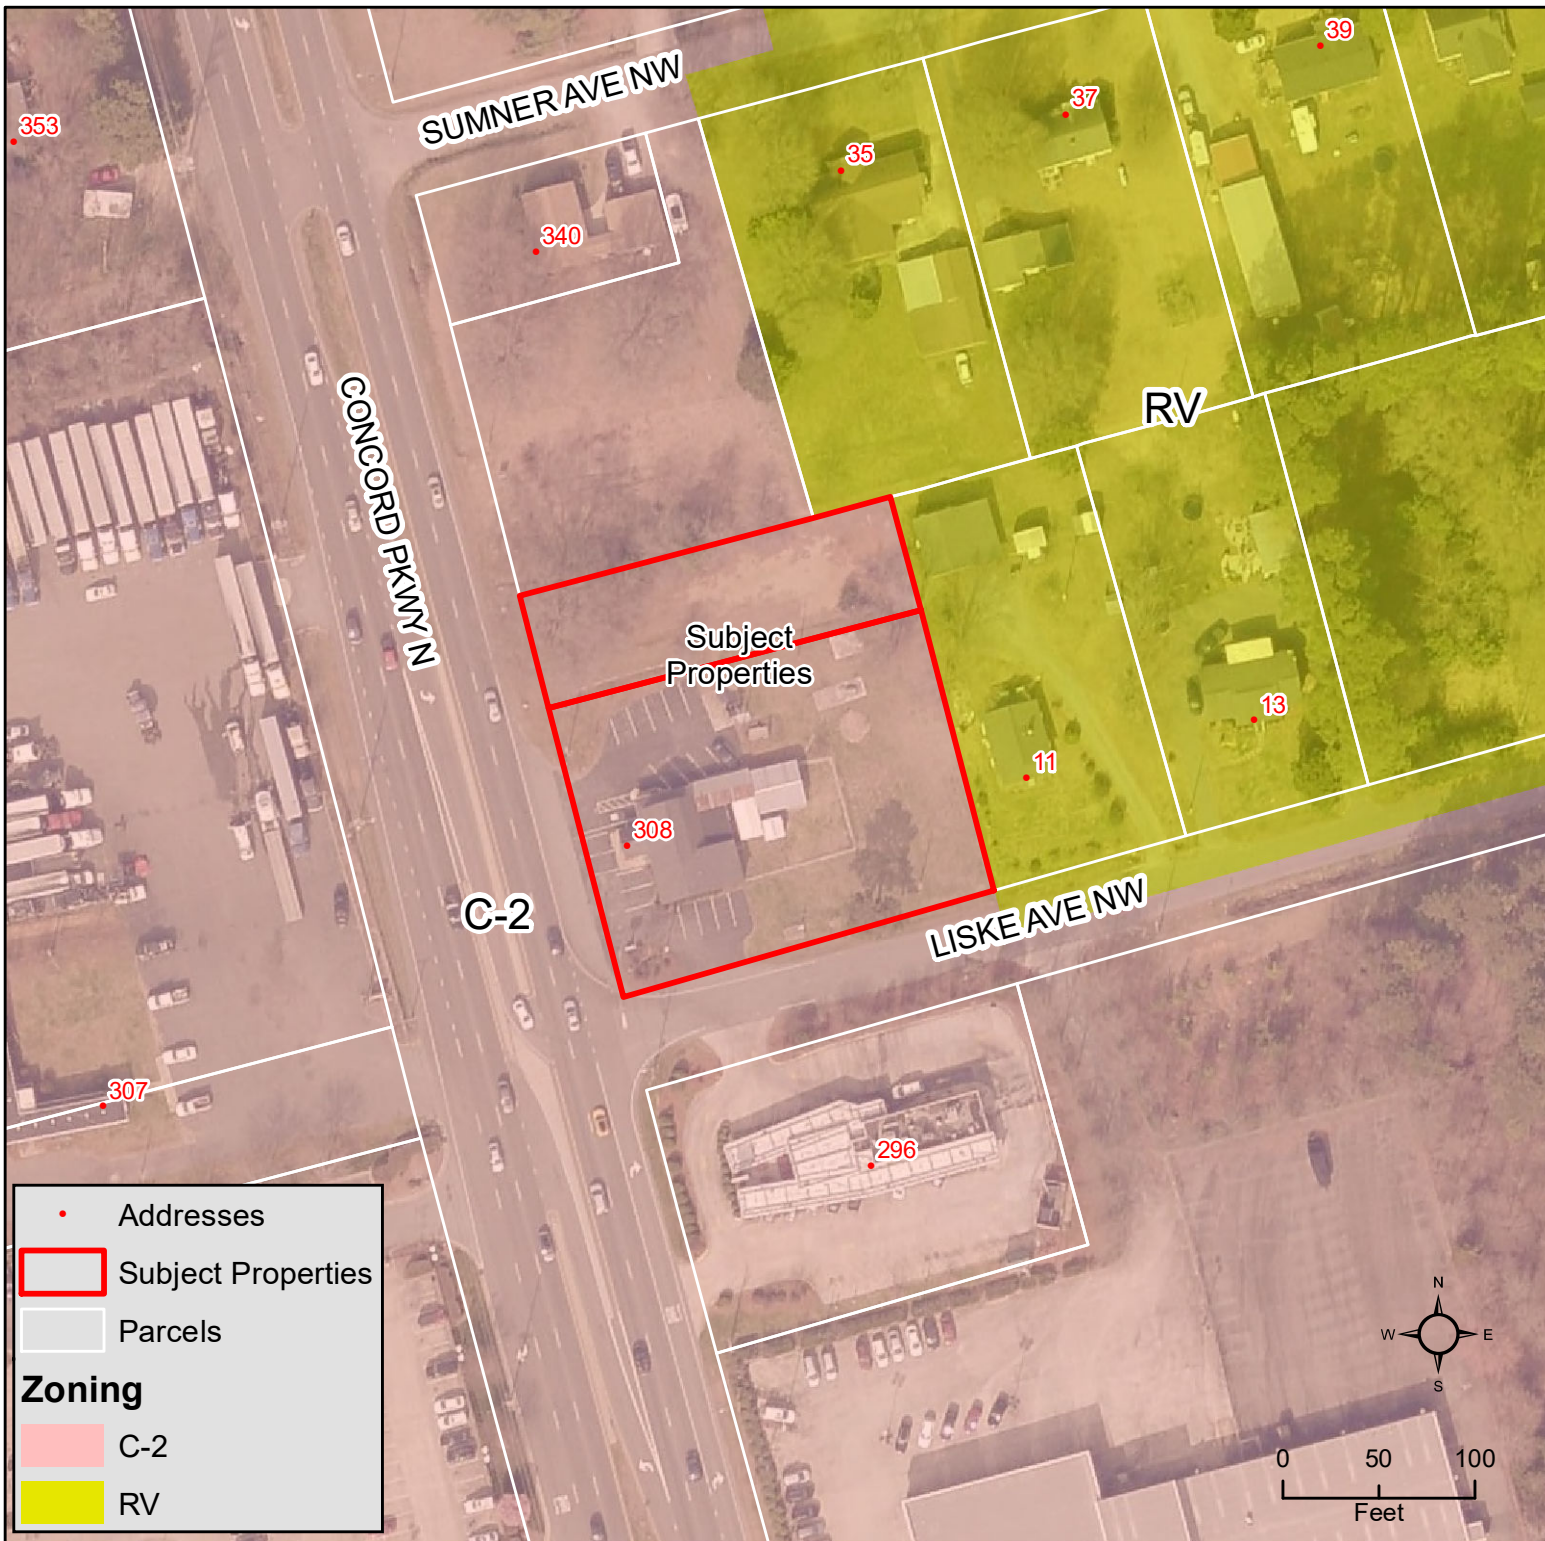 39
37
353
SUMNER AVE NW
35
340
CONCORD PKWY N
RV
Subject
Properties
13
11
308
C-2
LISKE AVE NW
307
296
Addresses
Subject Properties
Parcels
Zoning
C-2
RV
N
W E
S
0 50 100
Feet